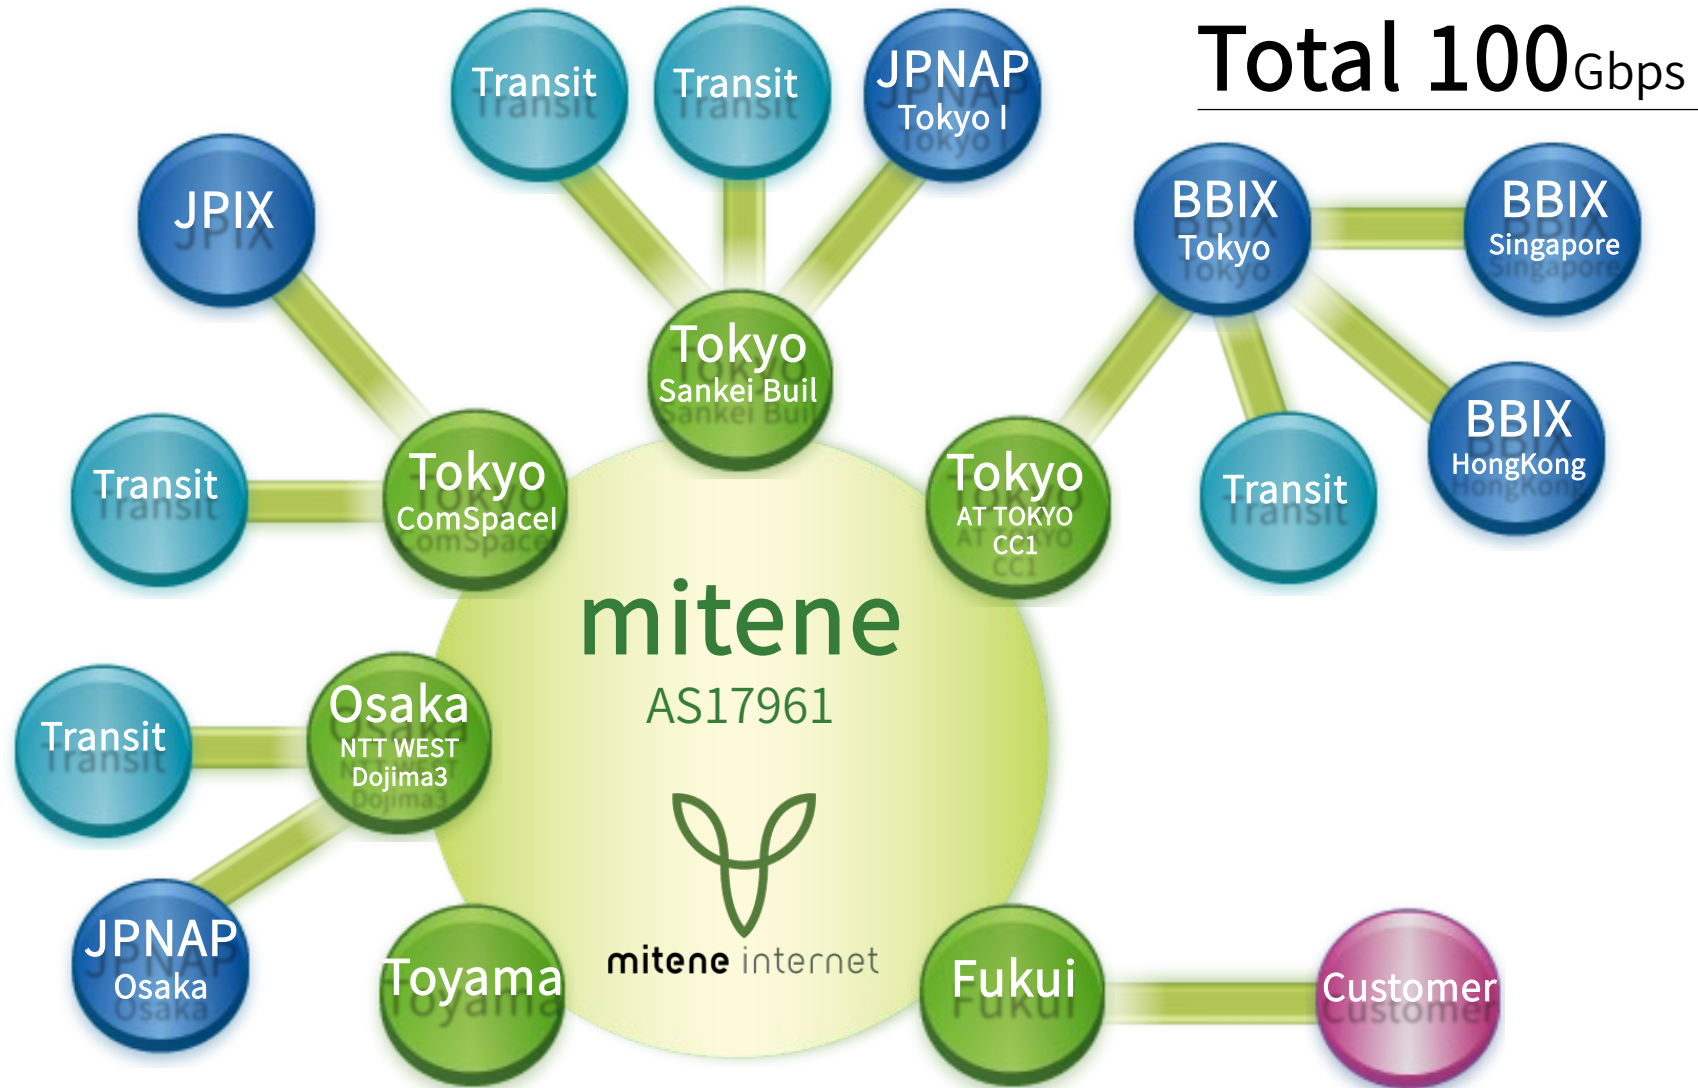 Total 100Gbps
Transit
Transit
JPNAP
Tokyo I
JPIX
BBIX
Tokyo
BBIX
Singapore
Tokyo
Sankei Buil
BBIX
HongKong
Transit
Tokyo
ComSpaceI
Tokyo
AT TOKYO
CC1
Transit
mitene
AS17961
Transit
Osaka
NTT WEST
Dojima3
JPNAP
Osaka
Toyama
mitene internet
Fukui
Customer